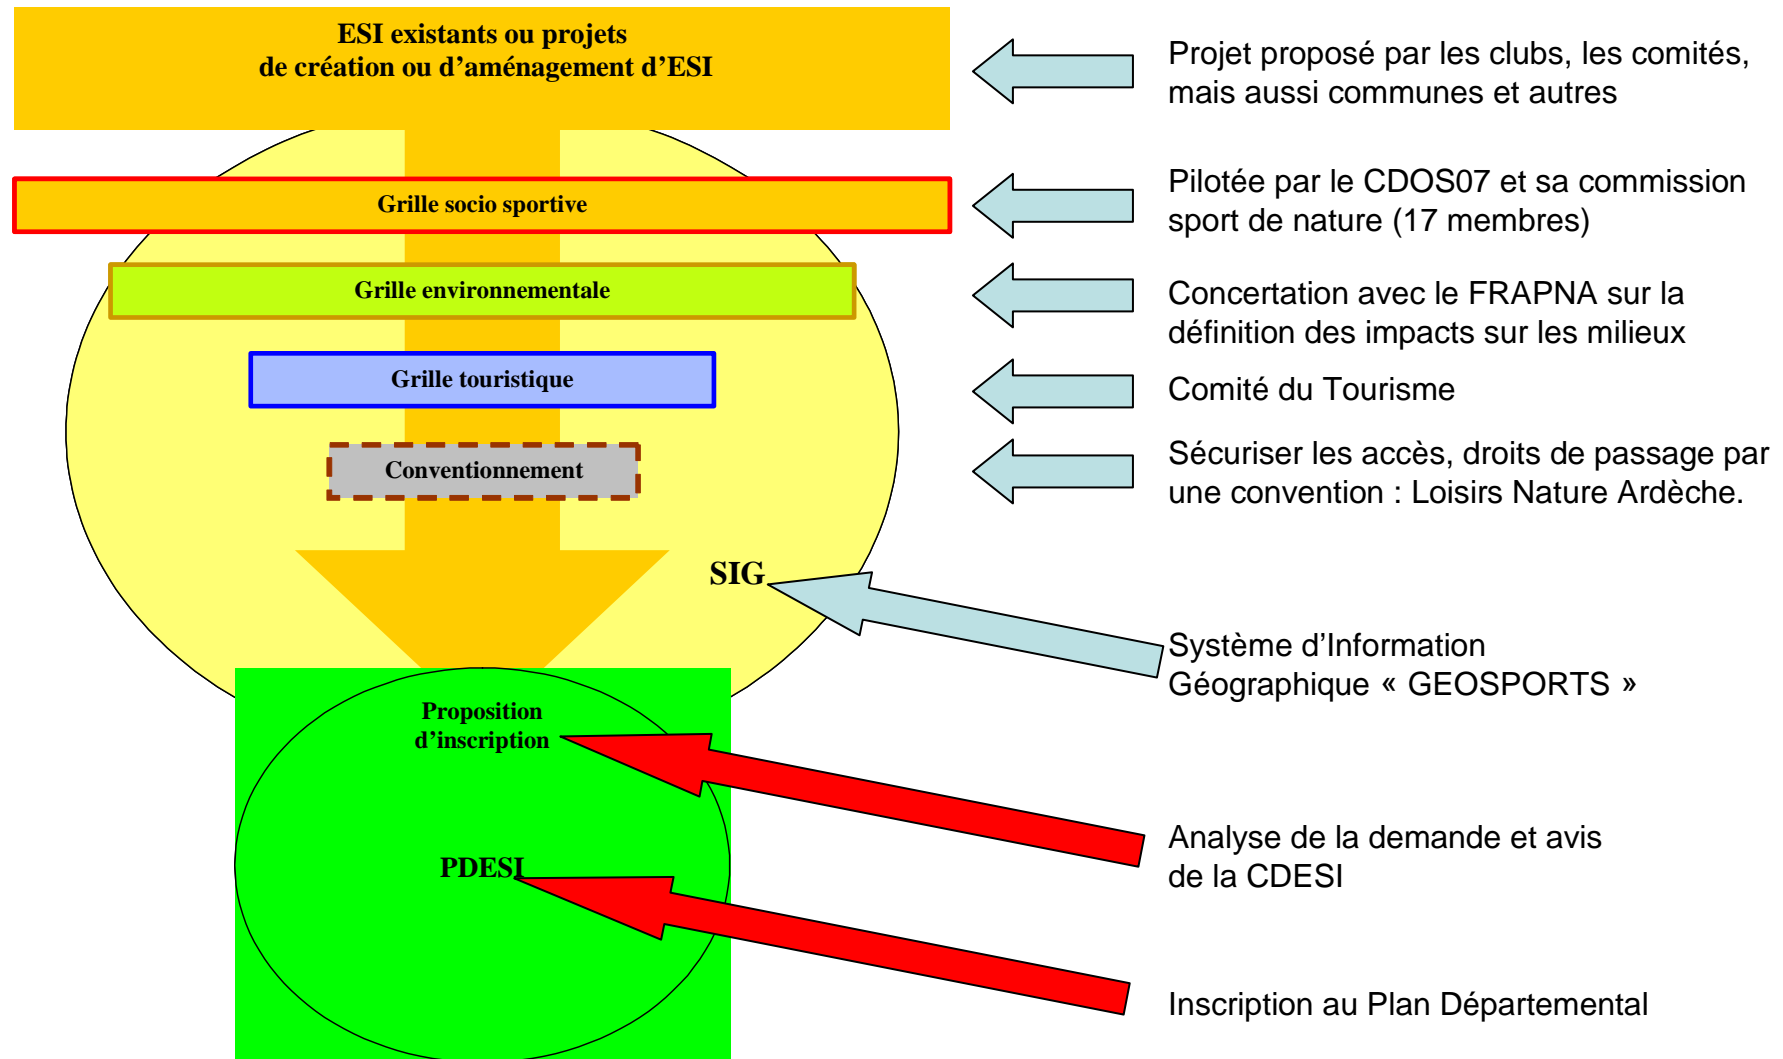 ESI existants ou projets
de création ou d’aménagement d’ESI
Projet proposé par les clubs, les comités,
mais aussi communes et autres
Grille socio sportive
Pilotée par le CDOS07 et sa commission
sport de nature (17 membres)
Grille environnementale
Concertation avec le FRAPNA sur la
définition des impacts sur les milieux
Grille touristique
Comité du Tourisme
Conventionnement
Sécuriser les accès, droits de passage par
une convention : Loisirs Nature Ardèche.
SIG
Système d’Information
Géographique « GEOSPORTS »
Proposition
d’inscription
Analyse de la demande et avis
de la CDESI
PDESI
Inscription au Plan Départemental